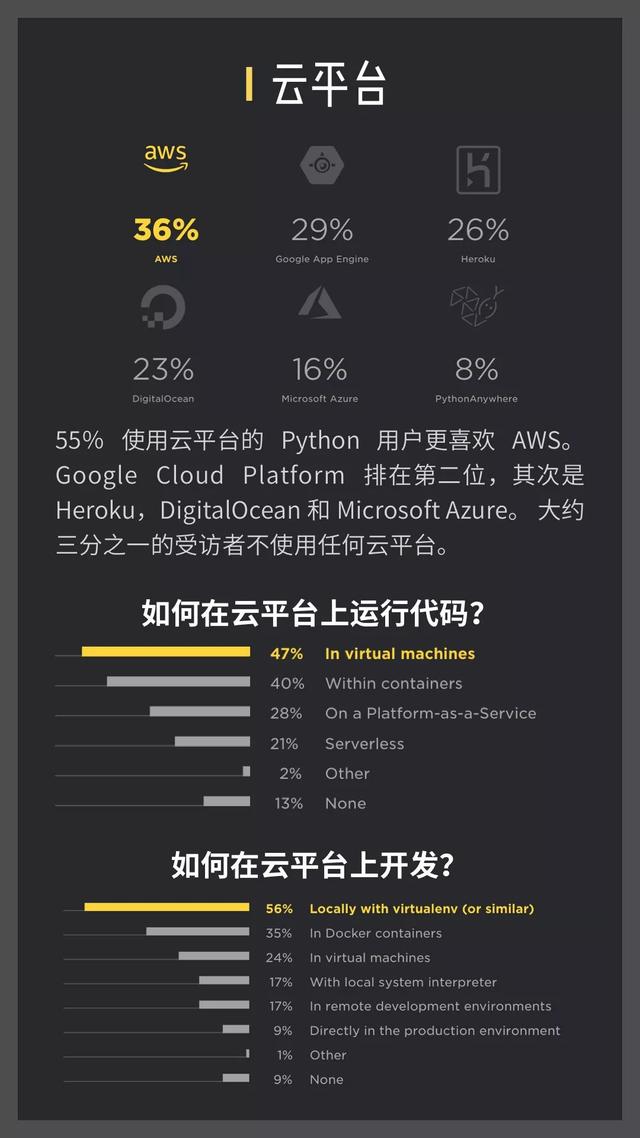 云平台
aws
36%
29%
26%
AWS
Google App Engine
Heroku
23%
16%
8%
DigitalOcean
Microsoft Azure
PythonAnywhere
55% 使用云平台的 Python 用户更喜欢 AWS。
Google Cloud Platform 排在第二位，其次是
Heroku，DigitalOcean 和 Microsoft Azure。 大约
三分之一的受访者不使用任何云平台。
如何在云平台上运行代码？
47% In virtual machines
40% Within containers
28% On a Platform-as-a-Service
21% Serverless
2% Other
13% None
如何在云平台上开发？
56% Locally with virtualenv (or similar)
35% In Docker containers
24% In virtual machines
17% With local system interpreter
17% In remote development environments
9% Directly in the production environment
1% Other
9% None